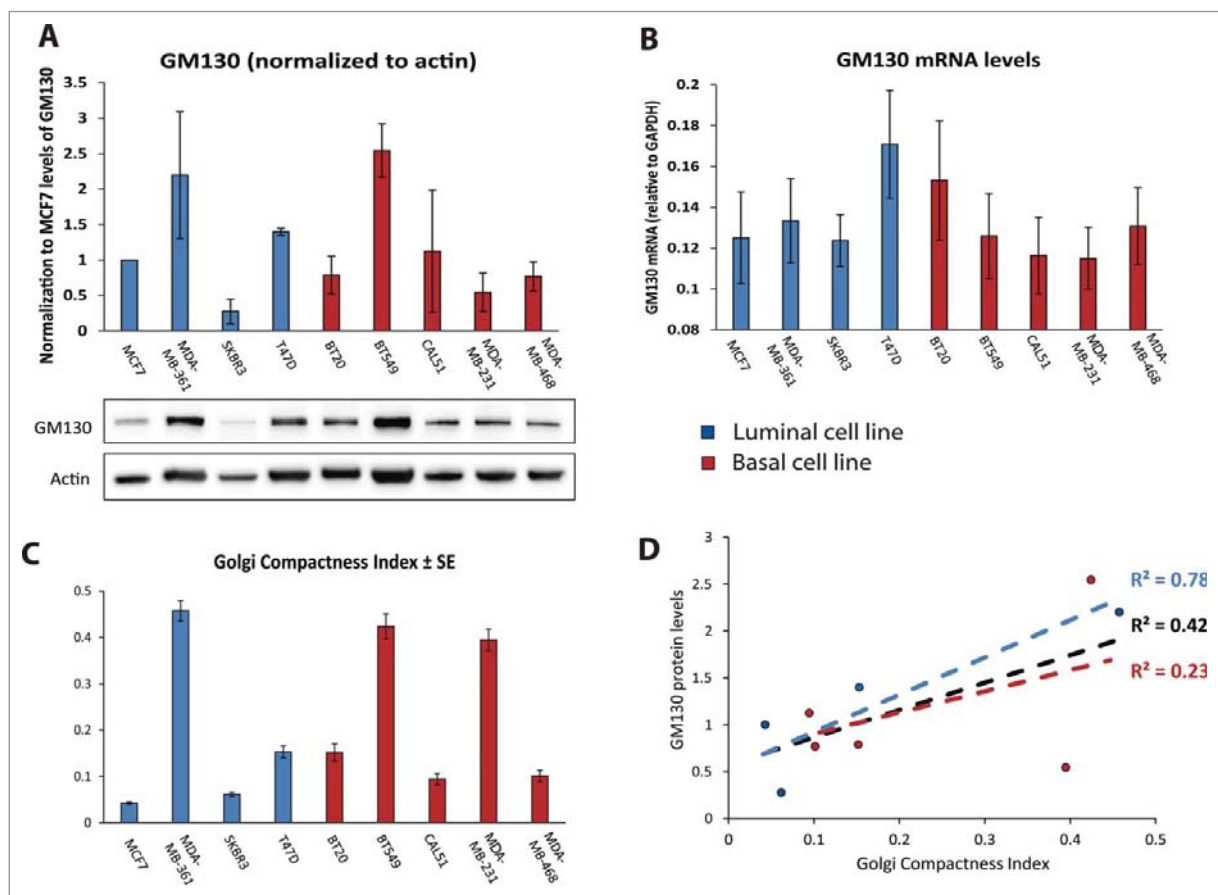 A
GM130 (normalized to actin)
Normalization to MCF7 levels of GM130
3.5
3
2.5
2
1.5
1
0.5
0
MCF7
MDA-
MB-361
SKBR3
T47D
BT20
BT549
CAL51
MDA-
MB-231
MDA-
MB-468
GM130
Actin
B
GM130 mRNA levels
GM130 mRNA (relative to GAPDH)
0.2
0.18
0.16
0.14
0.12
0.1
0.08
MCF7
MDA-
MB-361
SKBR3
T47D
BT20
BT549
CAL51
MDA-
MB-231
MDA-
MB-468
Luminal cell line
Basal cell line
C
Golgi Compactness Index ± SE
0.5
0.4
0.3
0.2
0.1
0
MCF7
MDA-
MB-361
SKBR3
T47D
BT20
BT549
CAL51
MDA-
MB-231
MDA-
MB-468
D
GM130 protein levels
3
2.5
2
1.5
1
0.5
0
R² = 0.78
R² = 0.42
R² = 0.23
0
0.1
0.2
0.3
0.4
0.5
Golgi Compactness Index